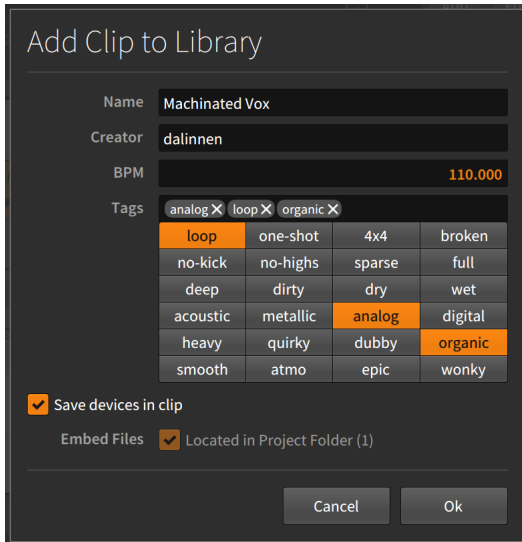 Add Clip to Library
Name Machinated Vox
Creator dalinnen
BPM 110.000
Tags analog loop organic
loop one-shot 4x4 broken
no-kick no-highs sparse full
deep dirty dry wet
acoustic metallic analog digital
heavy quirky dubby organic
smooth atmo epic wonky
Save devices in clip
Embed Files Located in Project Folder (1)
Cancel Ok